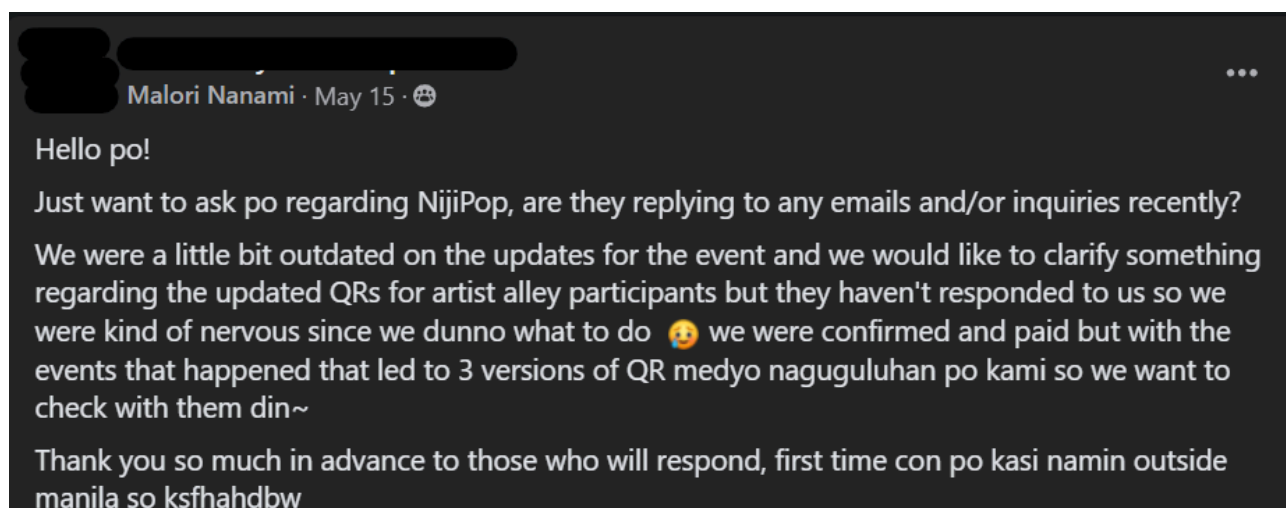 Malori Nanami · May 15 ·
Hello po!
Just want to ask po regarding NijiPop, are they replying to any emails and/or inquiries recently?
We were a little bit outdated on the updates for the event and we would like to clarify something
regarding the updated QRs for artist alley participants but they haven't responded to us so we
were kind of nervous since we dunno what to do 🥲 we were confirmed and paid but with the
events that happened that led to 3 versions of QR medyo naguguluhan po kami so we want to
check with them din~
Thank you so much in advance to those who will respond, first time con po kasi namin outside
manila so ksfhahdbw